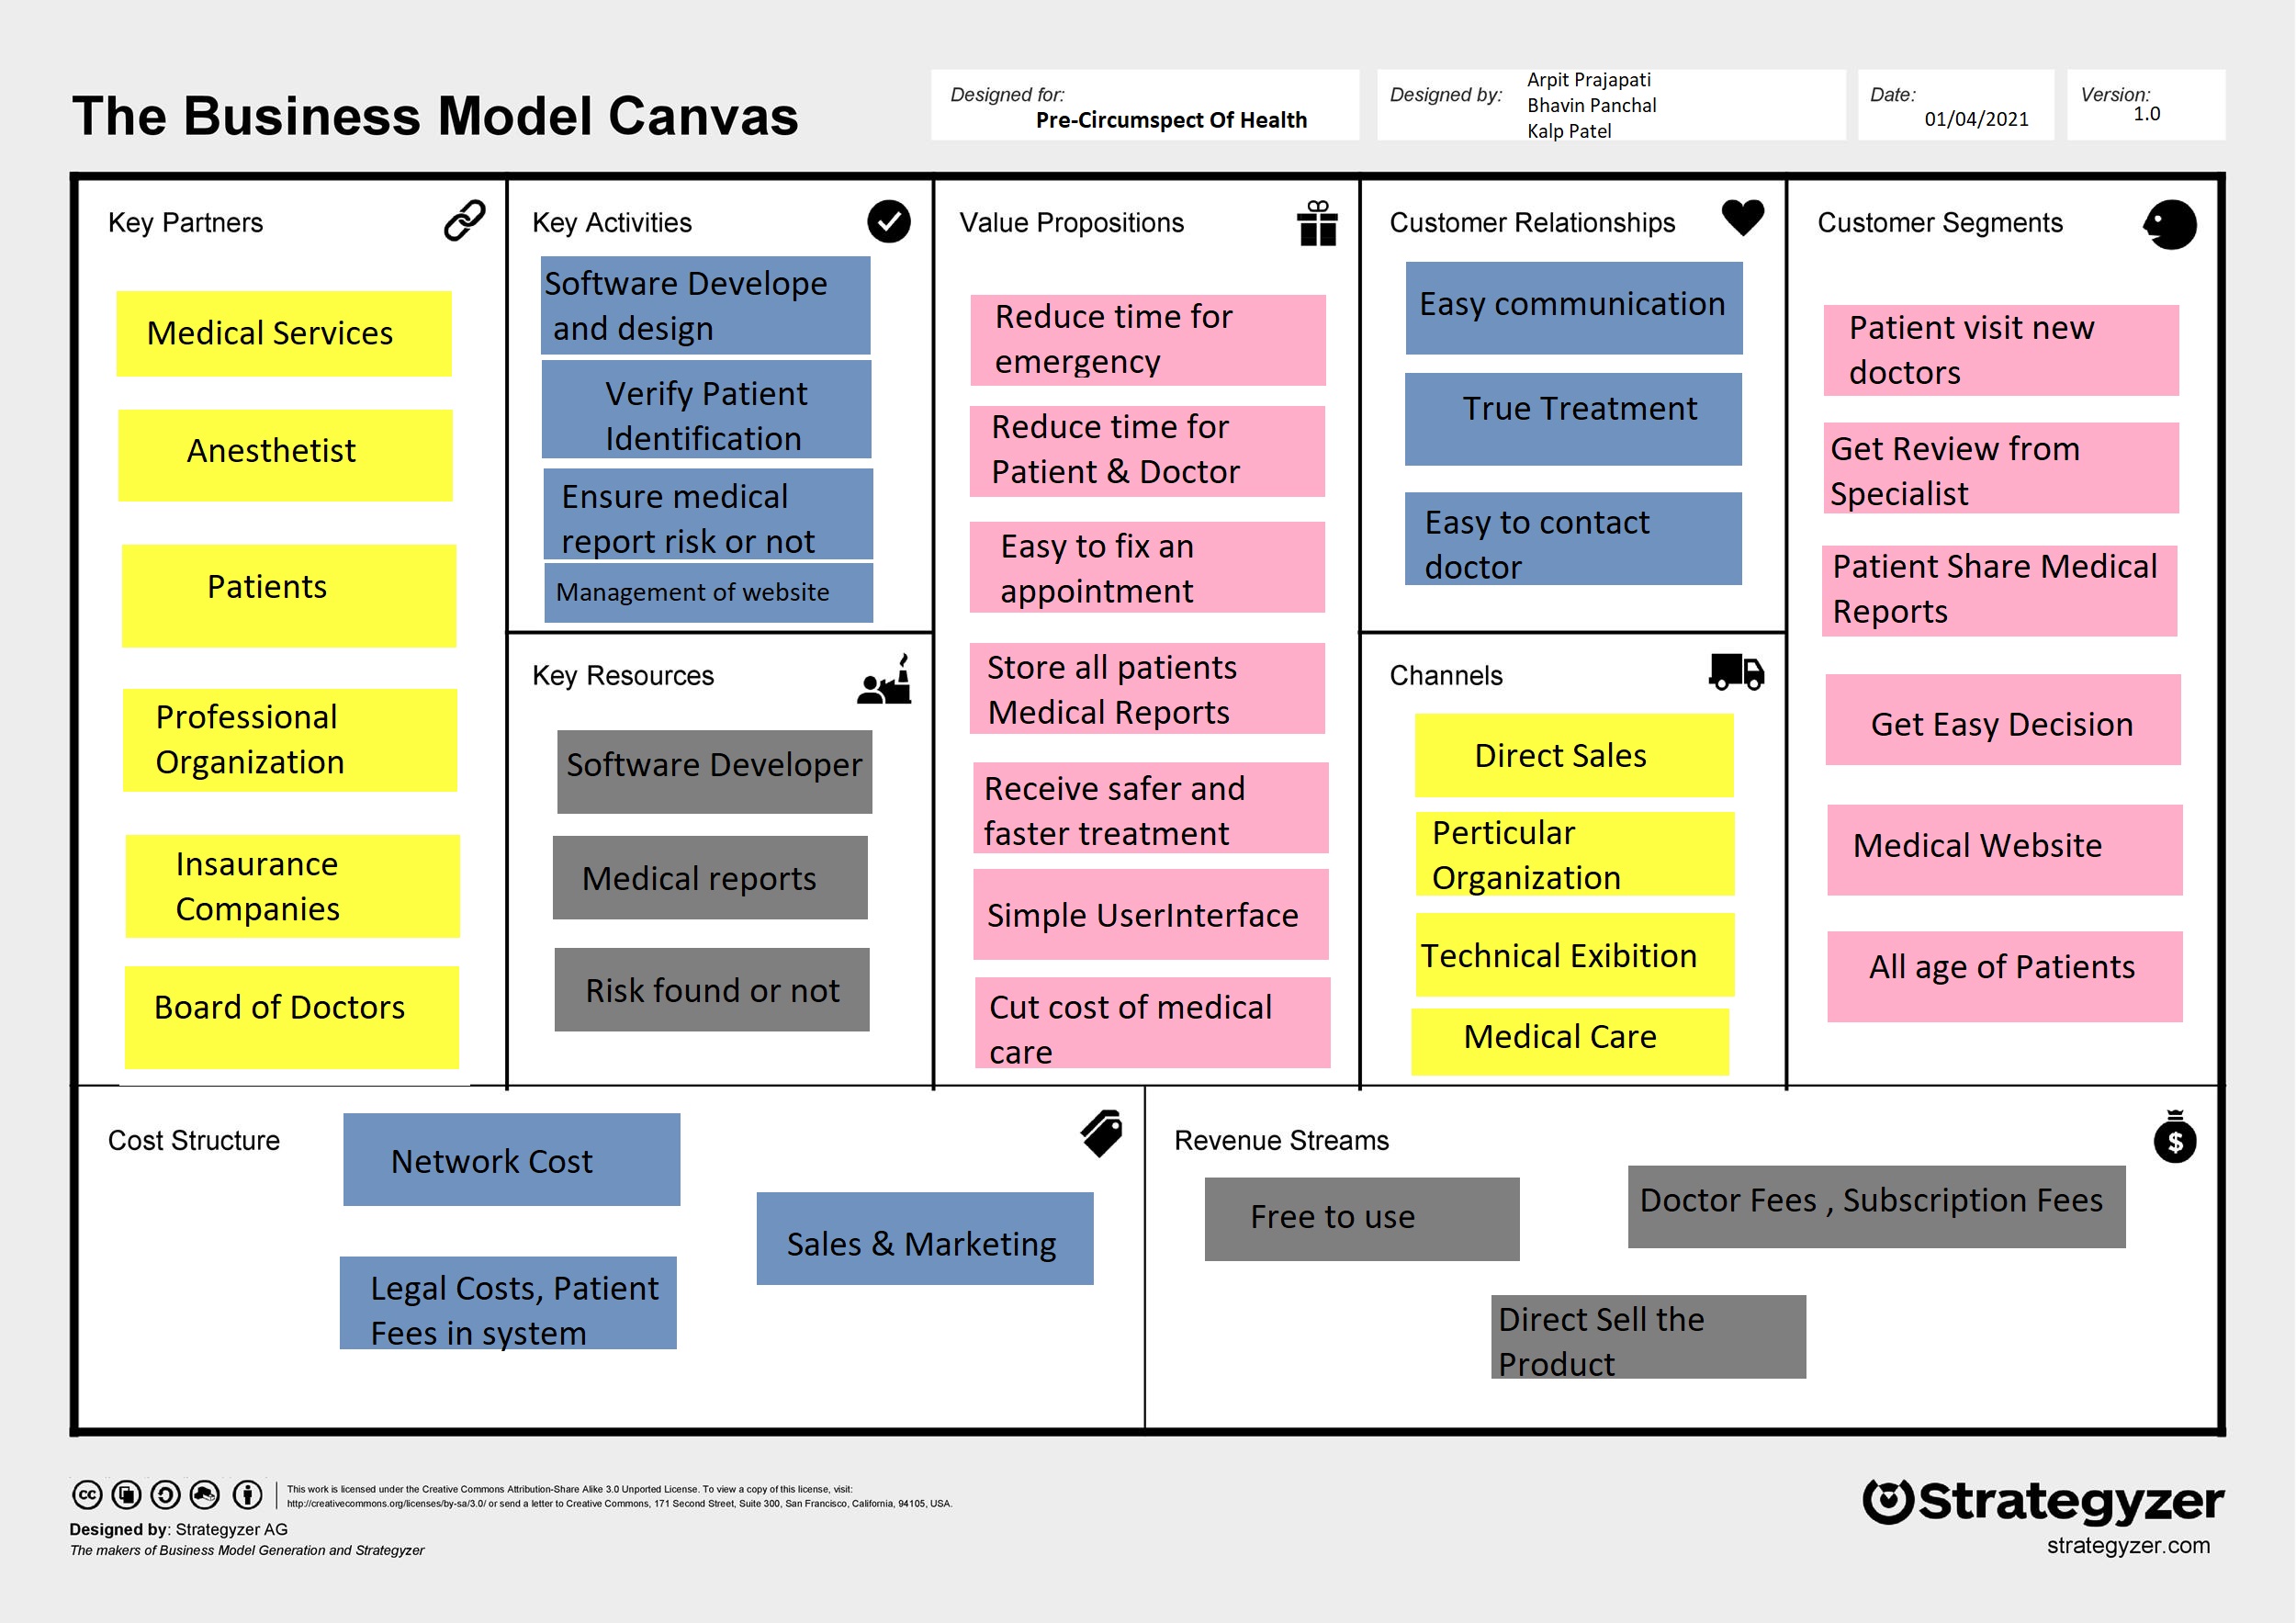 The Business Model Canvas
Designed for:
Pre-Circumspect Of Health
Designed by:
Arpit Prajapati
Bhavin Panchal
Kalp Patel
Date:
01/04/2021
Version:
1.0
Key Partners
Medical Services
Anesthetist
Patients
Professional
Organization
Insaurance
Companies
Board of Doctors
Key Activities
Software Develope
and design
Verify Patient
Identification
Ensure medical
report risk or not
Management of website
Key Resources
Software Developer
Medical reports
Risk found or not
Value Propositions
Reduce time for
emergency
Reduce time for
Patient & Doctor
Easy to fix an
appointment
Store all patients
Medical Reports
Receive safer and
faster treatment
Simple UserInterface
Cut cost of medical
care
Customer Relationships
Easy communication
True Treatment
Easy to contact
doctor
Channels
Direct Sales
Perticular
Organization
Technical Exibition
Medical Care
Customer Segments
Patient visit new
doctors
Get Review from
Specialist
Patient Share Medical
Reports
Get Easy Decision
Medical Website
All age of Patients
Cost Structure
Network Cost
Sales & Marketing
Legal Costs, Patient
Fees in system
Revenue Streams
$
Free to use
Doctor Fees , Subscription Fees
Direct Sell the
Product
cc
This work is licensed under the Creative Commons Attribution-Share Alike 3.0 Unported License. To view a copy of this license, visit:
http://creativecommons.org/licenses/by-sa/3.0/ or send a letter to Creative Commons, 171 Second Street, Suite 300, San Francisco, California, 94105, USA.
Designed by: Strategyzer AG
The makers of Business Model Generation and Strategyzer
Strategyzer
strategyzer.com